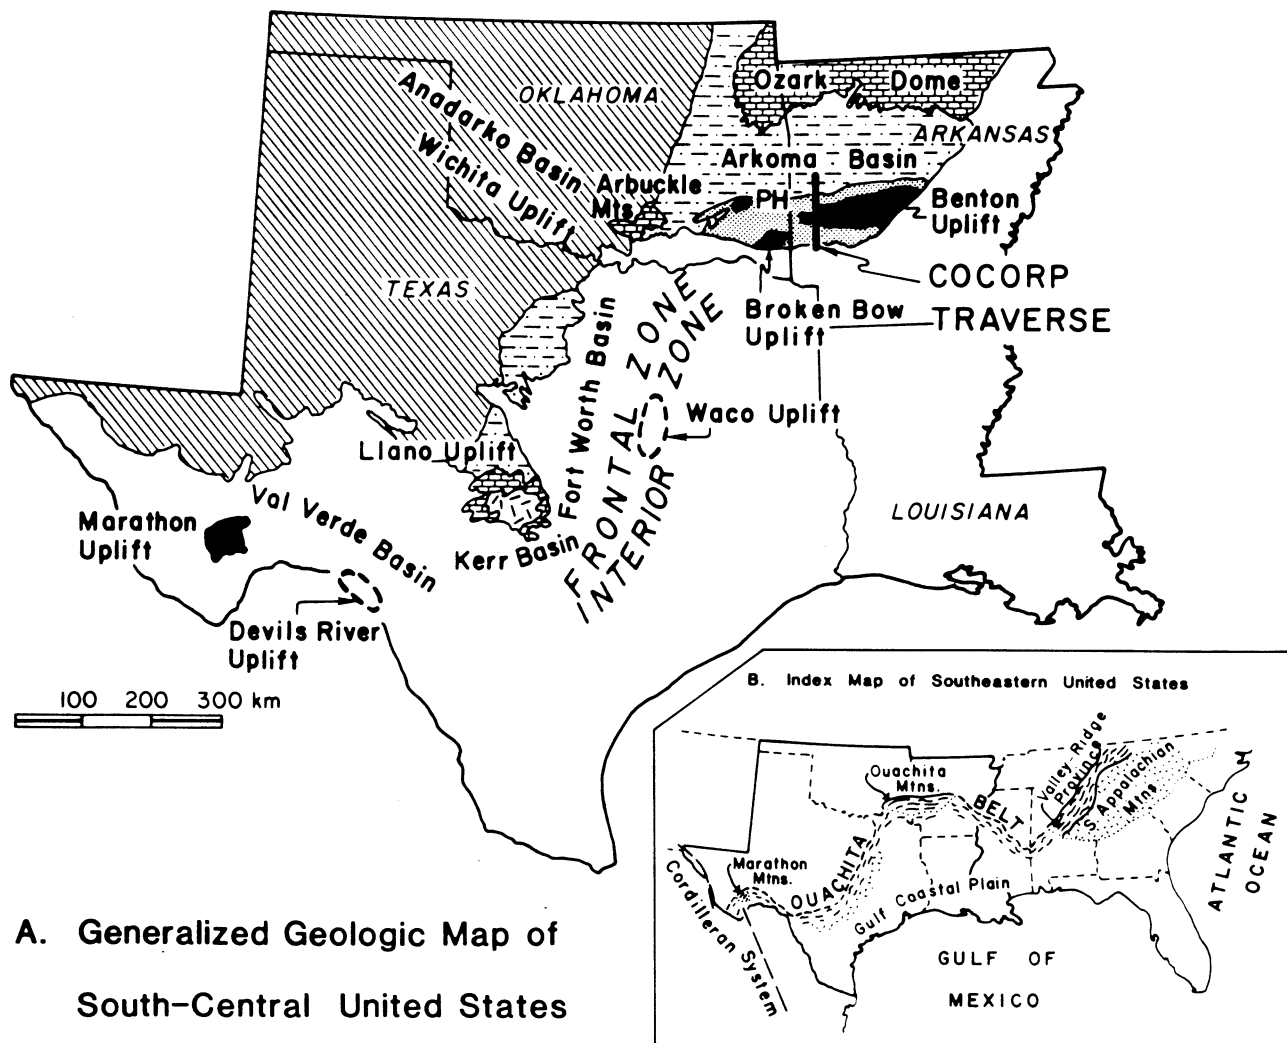 OKLAHOMA
Ozark Dome
ARKANSAS
Anadarko Basin
Wichita Uplift
Arbuckle
Mts.
Arkoma Basin
PH
Benton
Uplift
COCORP
TRAVERSE
TEXAS
Broken Bow
Uplift
Fort Worth Basin
FRONTAL ZONE
INTERIOR ZONE
Waco Uplift
Llano Uplift
Val Verde Basin
Marathon
Uplift
Kerr Basin
LOUISIANA
Devils River
Uplift
100 200 300 km
A. Generalized Geologic Map of
South-Central United States
B. Index Map of Southeastern United States
Ouachita
Mtns.
BELT
Valley Ridge
Province
S. Appalachian
Mtns
Marathon
Mtns.
OUACHITA
Gulf Coastal Plain
Cordilleran System
ATLANTIC
OCEAN
GULF OF
MEXICO